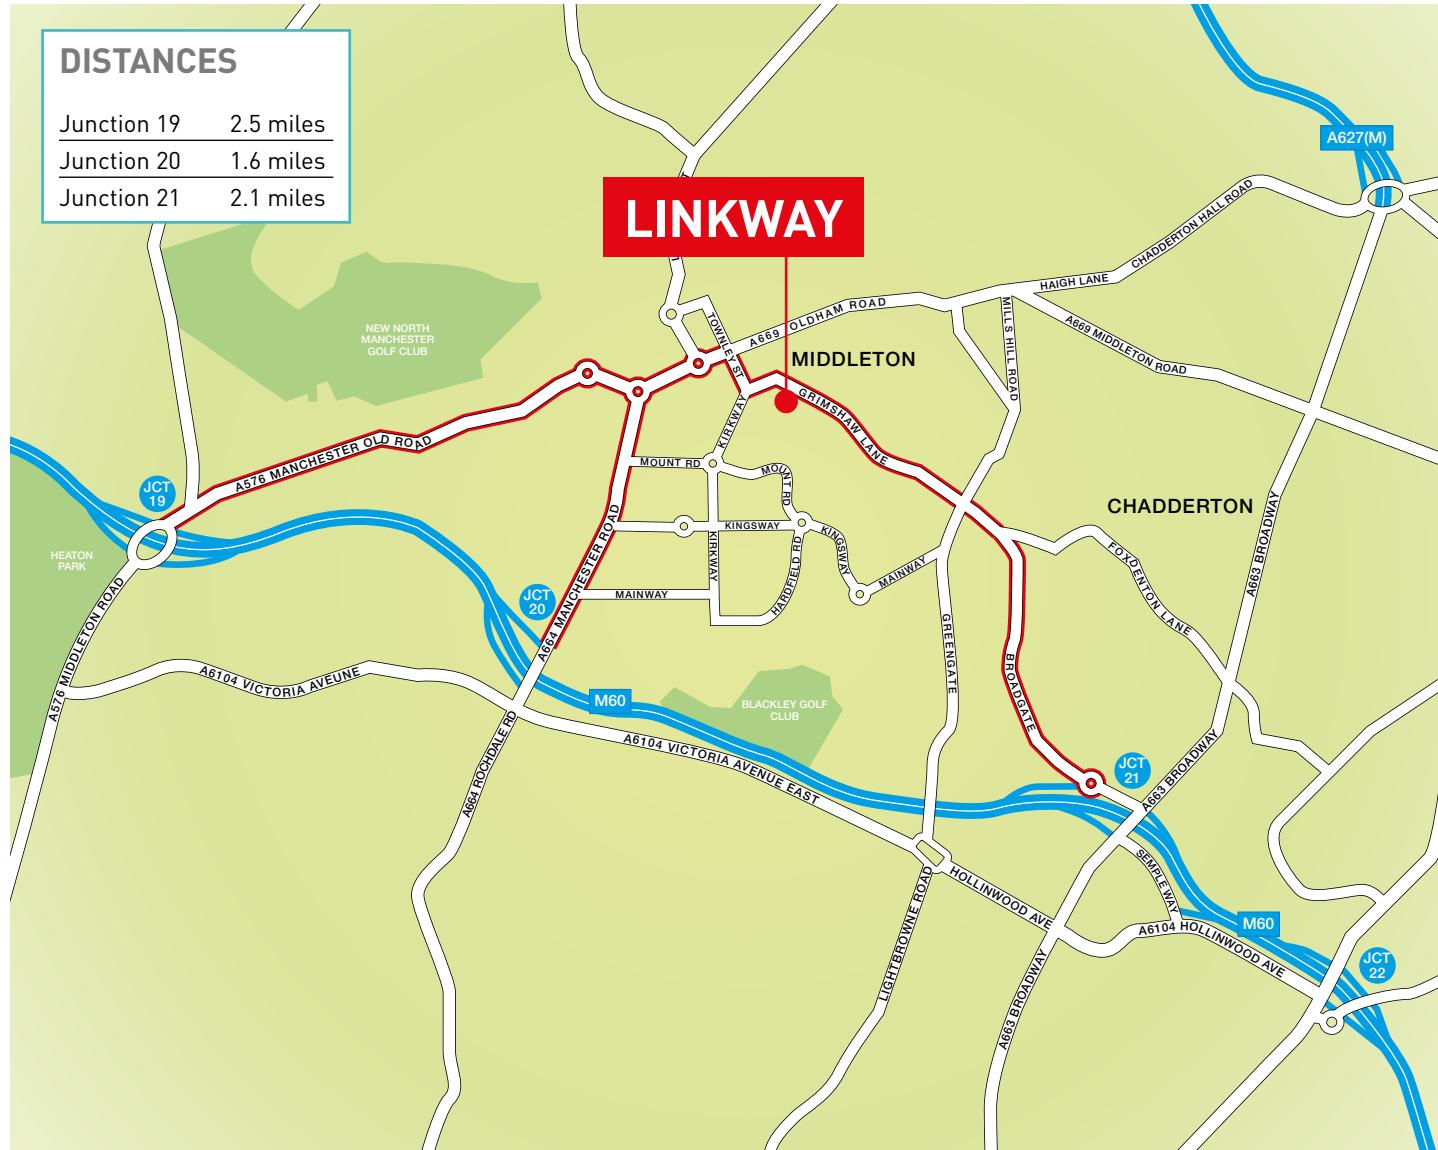 DISTANCES
Junction 19 2.5 miles
Junction 20 1.6 miles
Junction 21 2.1 miles
A627(M)
LINKWAY
CHADDERTON HALL ROAD
HAIGH LANE
A669 OLDHAM ROAD
TOWNLEY ST
MILLS HILL ROAD
A669 MIDDLETON ROAD
NEW NORTH
MANCHESTER
GOLF CLUB
MIDDLETON
GRIMSHAW LANE
KIRKWAY
A576 MANCHESTER OLD ROAD
MOUNT RD
MOUNT RD
JCT
19
CHADDERTON
A663 BROADWAY
KINGSWAY
KINGSWAY
KIRKWAY
HARDFIELD RD
HEATON
PARK
A664 MANCHESTER ROAD
MAINWAY
MAINWAY
FOXDENTON LANE
JCT
20
A576 MIDDLETON ROAD
GREENGATE
BROADGATE
A6104 VICTORIA AVEUNE
M60
BLACKLEY GOLF
CLUB
A664 ROCHDALE RD
A6104 VICTORIA AVENUE EAST
JCT
21
A663 BROADWAY
SEMPLE WAY
HOLLINWOOD AVE
LIGHTBROWNE ROAD
M60
A6104 HOLLINWOOD AVE
A663 BROADWAY
JCT
22